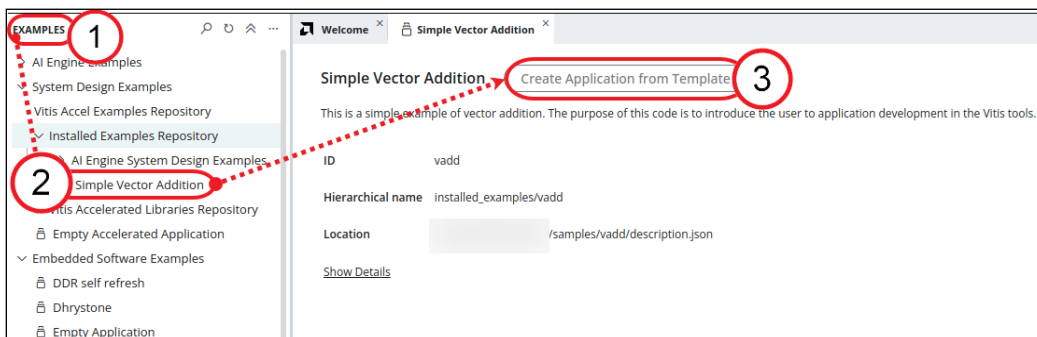 EXAMPLES
1
AI Engine Examples
System Design Examples
Vitis Accel Examples Repository
Installed Examples Repository
AI Engine System Design Examples
2
Simple Vector Addition
Vitis Accelerated Libraries Repository
Empty Accelerated Application
Embedded Software Examples
DDR self refresh
Dhrystone
Empty Application
Welcome
Simple Vector Addition
Simple Vector Addition
Create Application from Template
3
This is a simple example of vector addition. The purpose of this code is to introduce the user to application development in the Vitis tools.
ID vadd
Hierarchical name installed_examples/vadd
Location /samples/vadd/description.json
Show Details